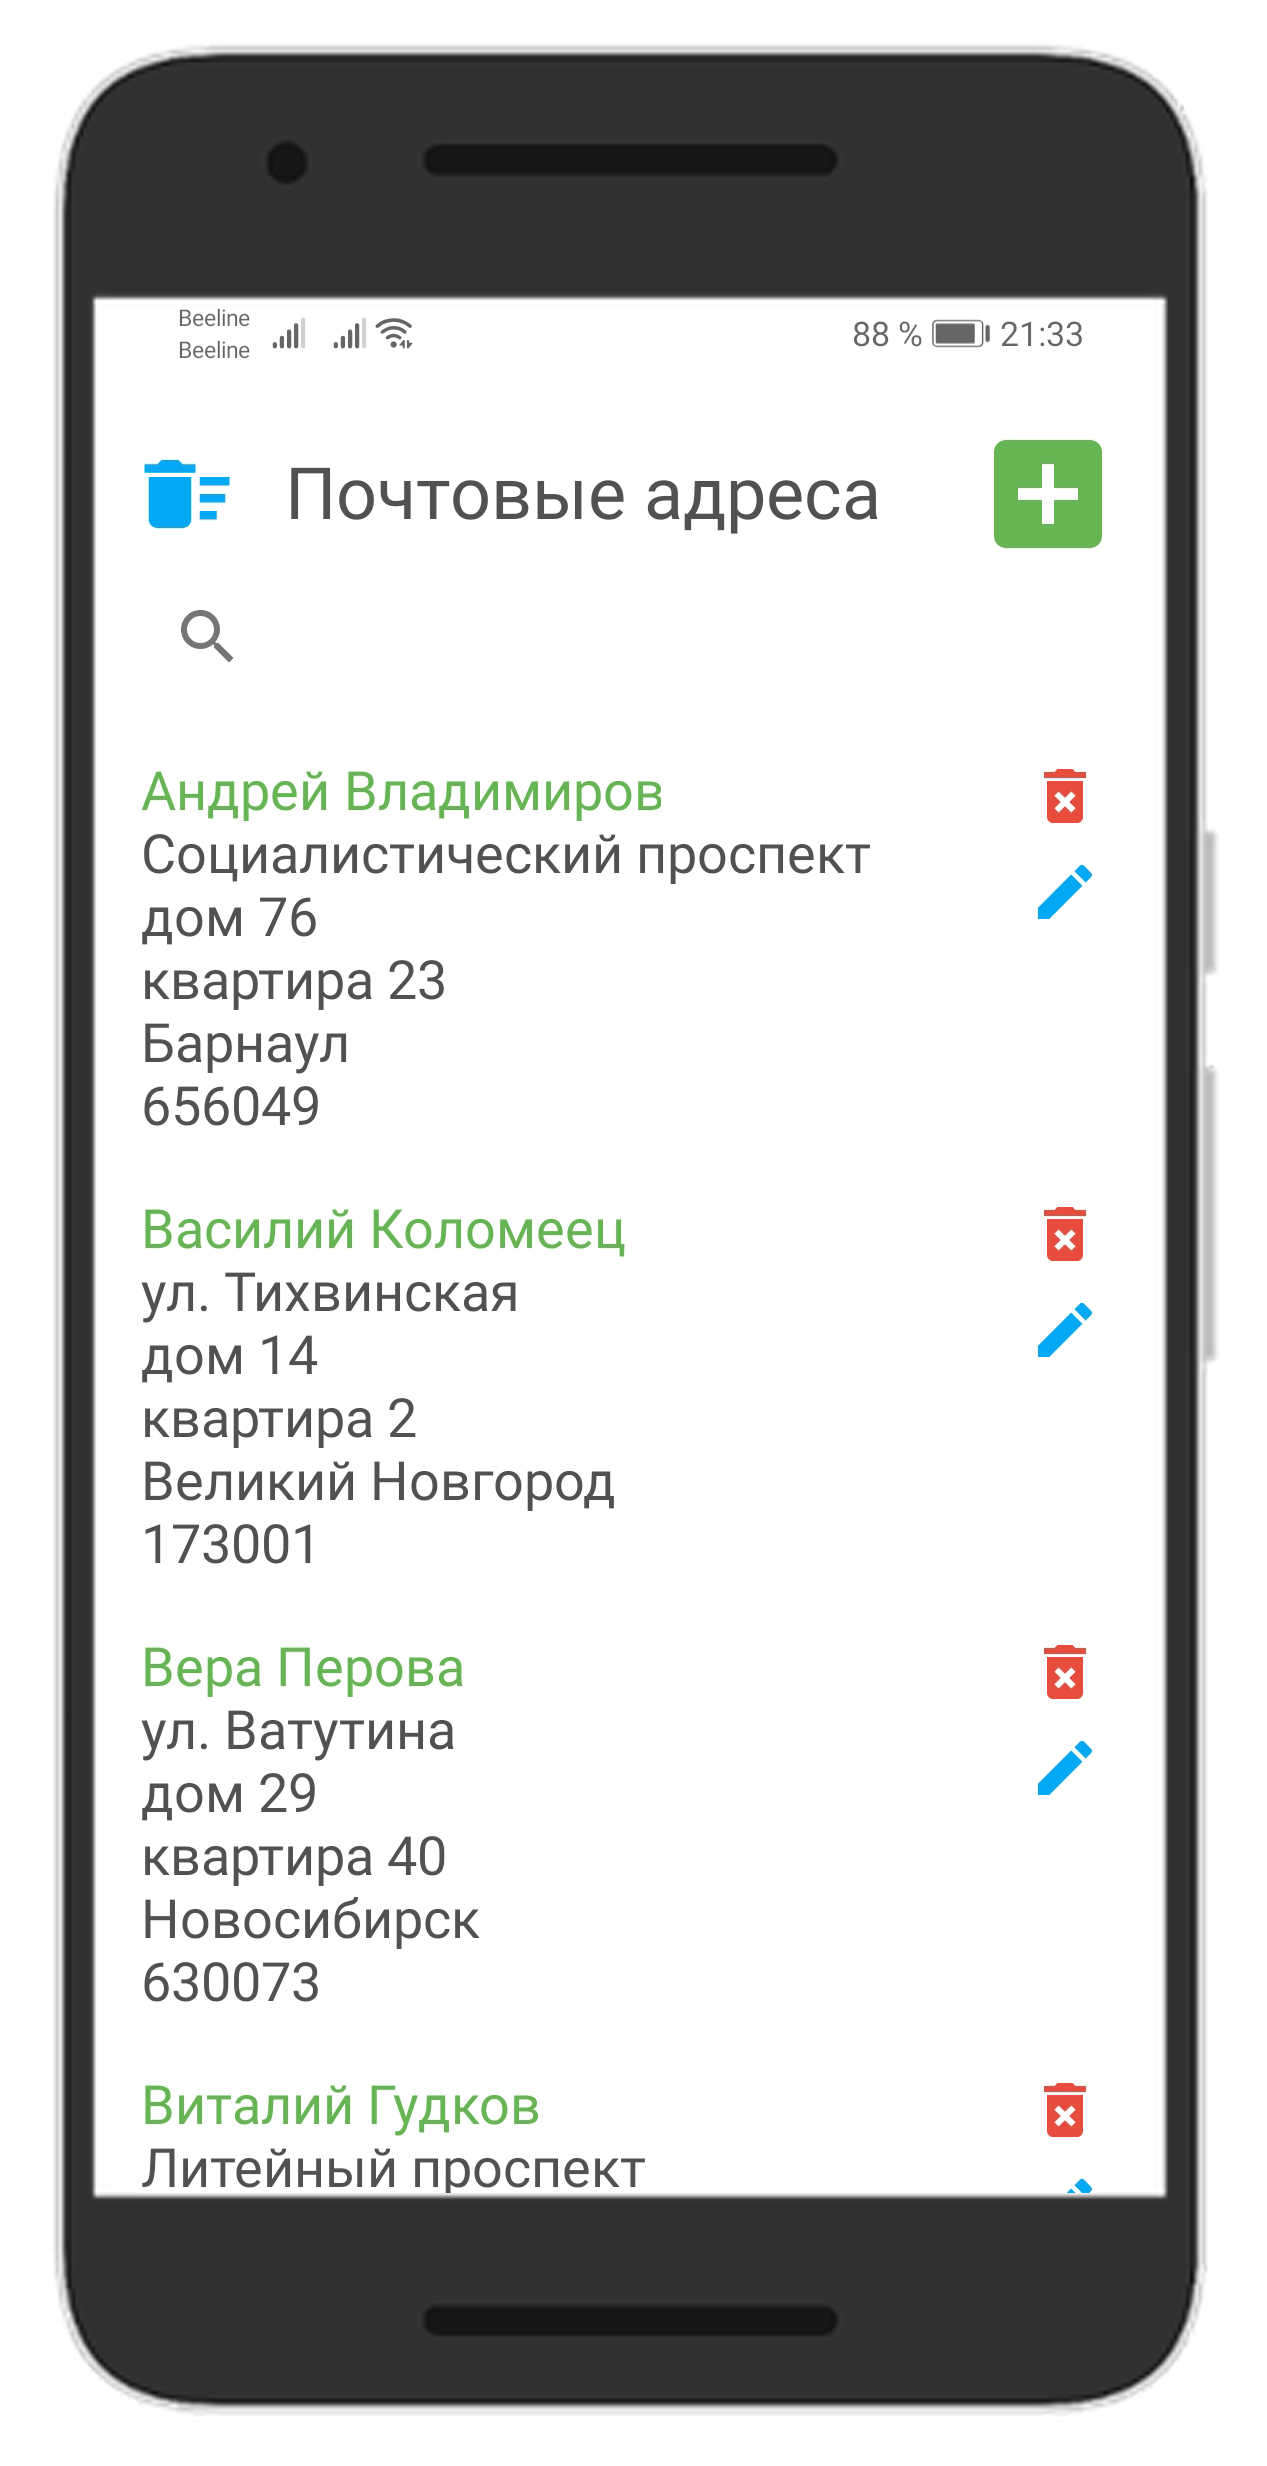 Beeline
Beeline
88 % 21:33
Почтовые адреса
Андрей Владимиров
Социалистический проспект
дом 76
квартира 23
Барнаул
656049
Василий Коломеец
ул. Тихвинская
дом 14
квартира 2
Великий Новгород
173001
Вера Перова
ул. Ватутина
дом 29
квартира 40
Новосибирск
630073
Виталий Гудков
Литейный проспект